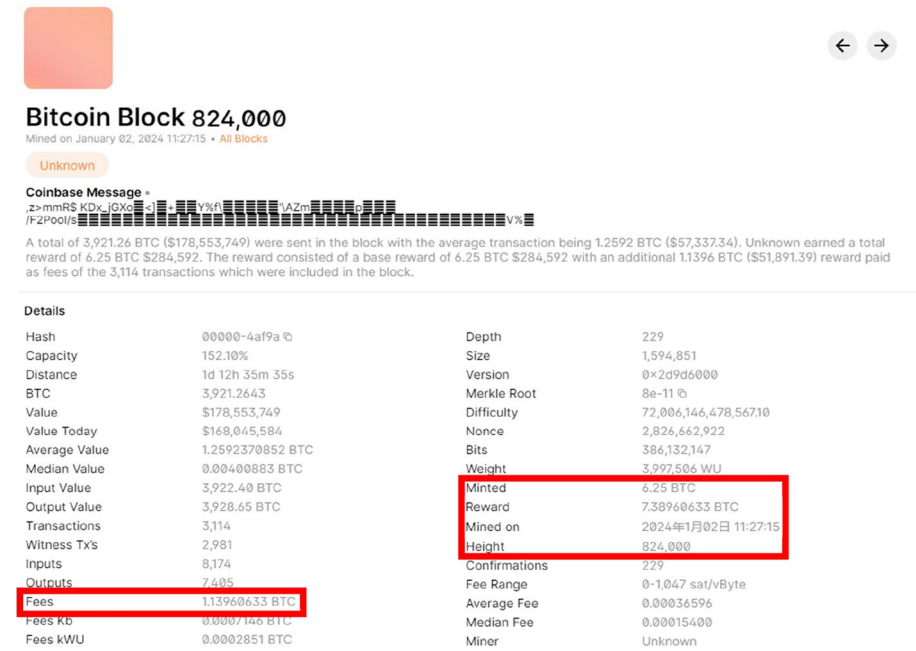 Bitcoin Block 824,000
Mined on January 02, 2024 11:27:15 • All Blocks
Unknown
Coinbase Message •
,z>mmR$ KDx_jGXo <] + Y%f\ '\AZm p
/F2Pool/s V%
A total of 3,921.26 BTC ($178,553,749) were sent in the block with the average transaction being 1.2592 BTC ($57,337.34). Unknown earned a total
reward of 6.25 BTC $284,592. The reward consisted of a base reward of 6.25 BTC $284,592 with an additional 1.1396 BTC ($51,891.39) reward paid
as fees of the 3,114 transactions which were included in the block.
Details
Hash 00000-4af9a
Capacity 152.10%
Distance 1d 12h 35m 35s
BTC 3,921.2643
Value $178,553,749
Value Today $168,045,584
Average Value 1.2592370852 BTC
Median Value 0.00400883 BTC
Input Value 3,922.40 BTC
Output Value 3,928.65 BTC
Transactions 3,114
Witness Tx's 2,981
Inputs 8,174
Outputs 7,405
Fees 1.13960633 BTC
Fees Kb 0.0007146 BTC
Fees kWU 0.0002851 BTC
Depth 229
Size 1,594,851
Version 0×2d9d6000
Merkle Root 8e-11
Difficulty 72,006,146,478,567.10
Nonce 2,826,662,922
Bits 386,132,147
Weight 3,997,506 WU
Minted 6.25 BTC
Reward 7.38960633 BTC
Mined on 2024年1月02日 11:27:15
Height 824,000
Confirmations 229
Fee Range 0-1,047 sat/vByte
Average Fee 0.00036596
Median Fee 0.00015400
Miner Unknown